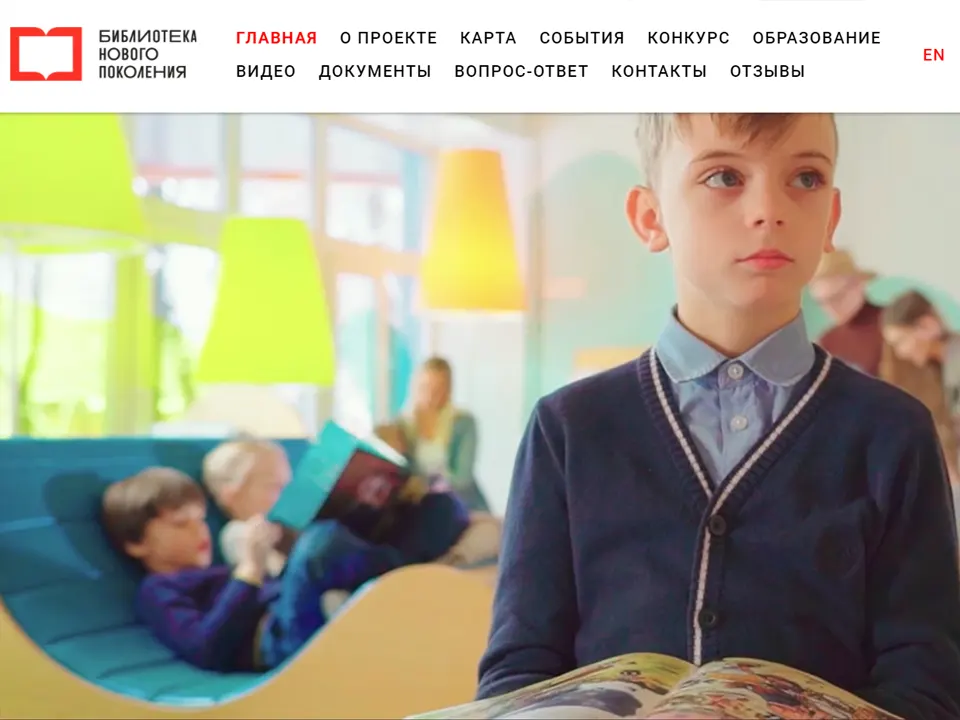 БИБЛИОТЕКА
НОВОГО
ПОКОЛЕНИЯ
ГЛАВНАЯ О ПРОЕКТЕ КАРТА СОБЫТИЯ КОНКУРС ОБРАЗОВАНИЕ
ВИДЕО ДОКУМЕНТЫ ВОПРОС-ОТВЕТ КОНТАКТЫ ОТЗЫВЫ
EN